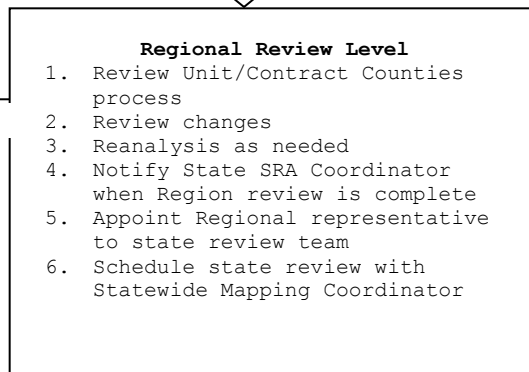 Regional Review Level
1. Review Unit/Contract Counties
process
2. Review changes
3. Reanalysis as needed
4. Notify State SRA Coordinator
when Region review is complete
5. Appoint Regional representative
to state review team
6. Schedule state review with
Statewide Mapping Coordinator